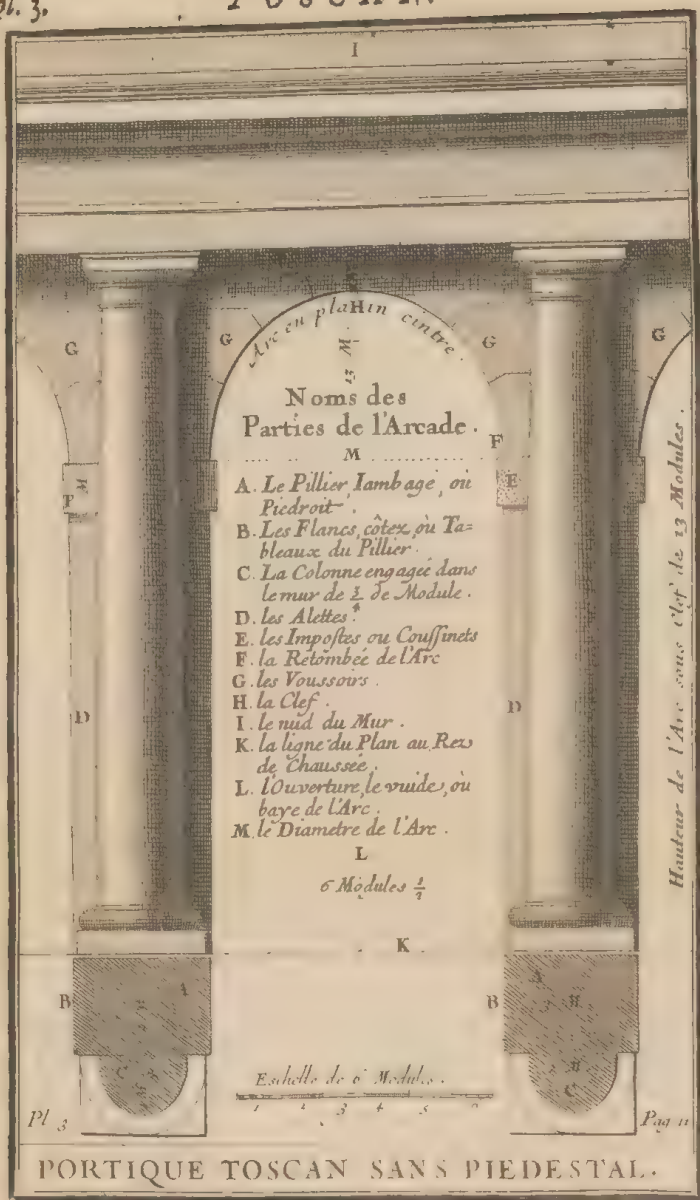 Pl. 3.
TOSCAN.
I
G
G
G
G
Arc en plain cintre.
H
13 M
Noms des
Parties de l'Arcade.
M
F
F
M
E
A. Le Pillier, Iambage, ou
Piedroit.
B. Les Flancs, côtez, où Ta=
bleaux du Pillier.
C. La Colonne engagée dans
le mur de 3/4 de Module.
D. les Alettes.
E. les Impostes ou Coussinets
F. la Retombée de l'Arc
G. les Voussoirs.
H. la Clef.
I. le nud du Mur.
K. la ligne du Plan au Rez
de Chaussée.
L. l'Ouverture, le vuide, où
baye de l'Arc.
M. le Diametre de l'Arc.
D
D
Hauteur de l'Arc sous Clef de 13 Modules.
L
6 Modules 1/2
K
B
A
B
A
C
C
Eschelle de 6 Modules.
1 2 3 4 5 6
Pl 3
Pag 11
PORTIQUE TOSCAN SANS PIEDESTAL.